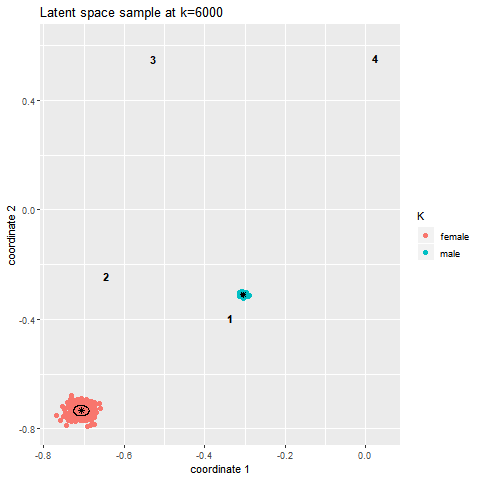 Latent space sample at k=6000
3
4
0.4
0.0
2
-0.4
1
-0.8
-0.8
-0.6
-0.4
-0.2
0.0
coordinate 1
coordinate 2
K
female
male